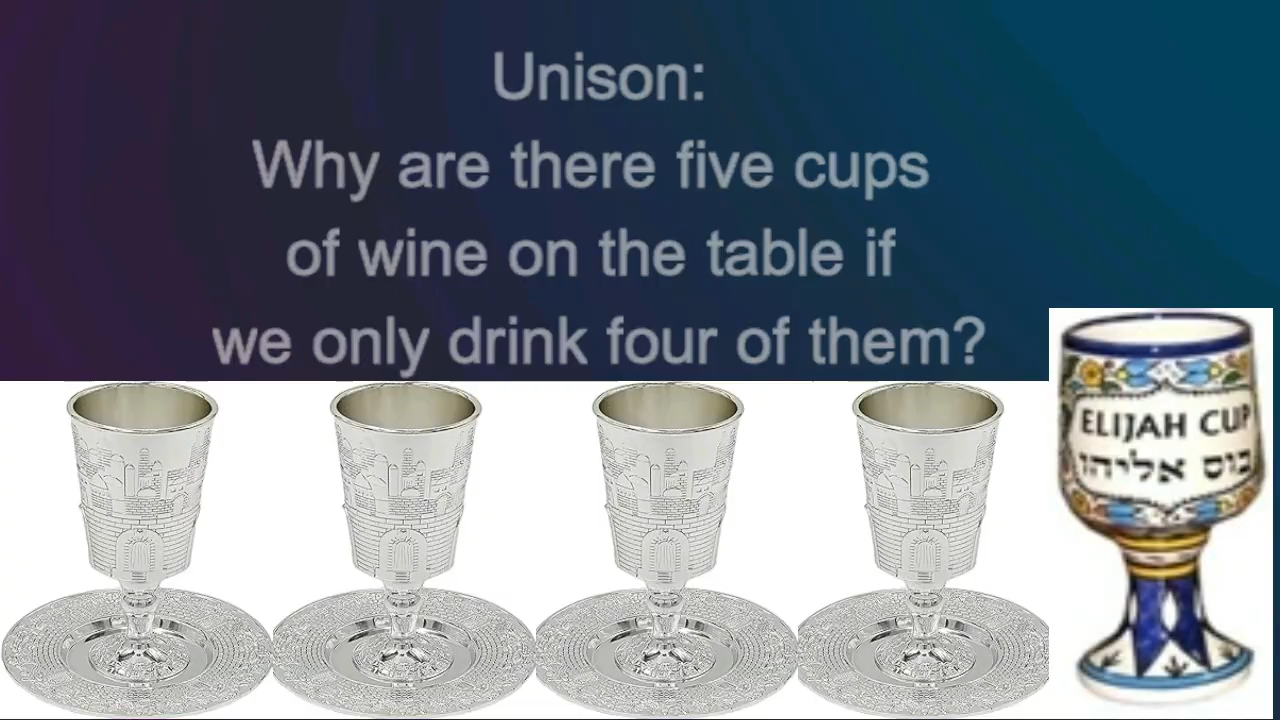 Unison:
Why are there five cups
of wine on the table if
we only drink four of them?
ELIJAH CUP
כוס אליהו